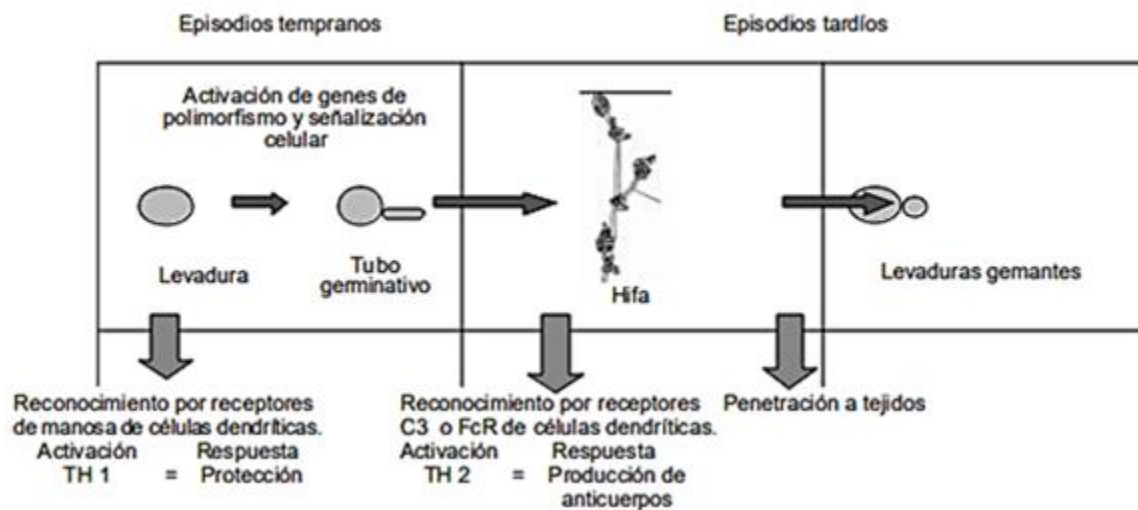 Episodios tempranos
Episodios tardíos
Activación de genes de
polimorfismo y señalización
celular
Levadura
Tubo
germinativo
Hifa
Levaduras gemantes
Reconocimiento por receptores
de manosa de células dendríticas.
Activación Respuesta
TH 1 = Protección
Reconocimiento por receptores
C3 o FcR de células dendríticas.
Activación Respuesta
TH 2 = Producción de
anticuerpos
Penetración a tejidos